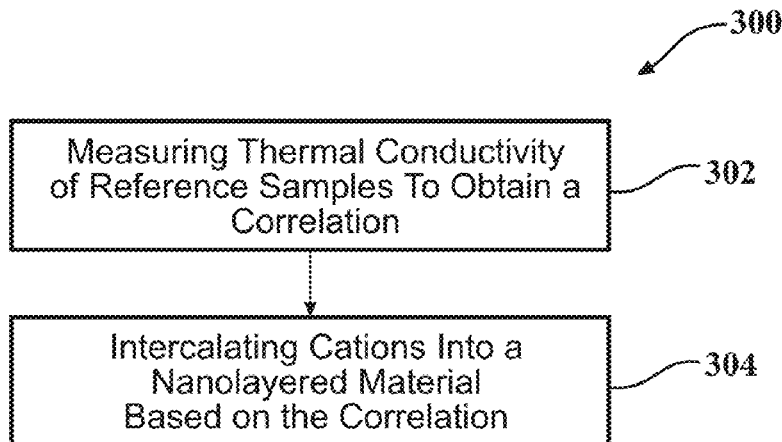 300
Measuring Thermal Conductivity
of Reference Samples To Obtain a
Correlation
302
Intercalating Cations Into a
Nanolayered Material
Based on the Correlation
304